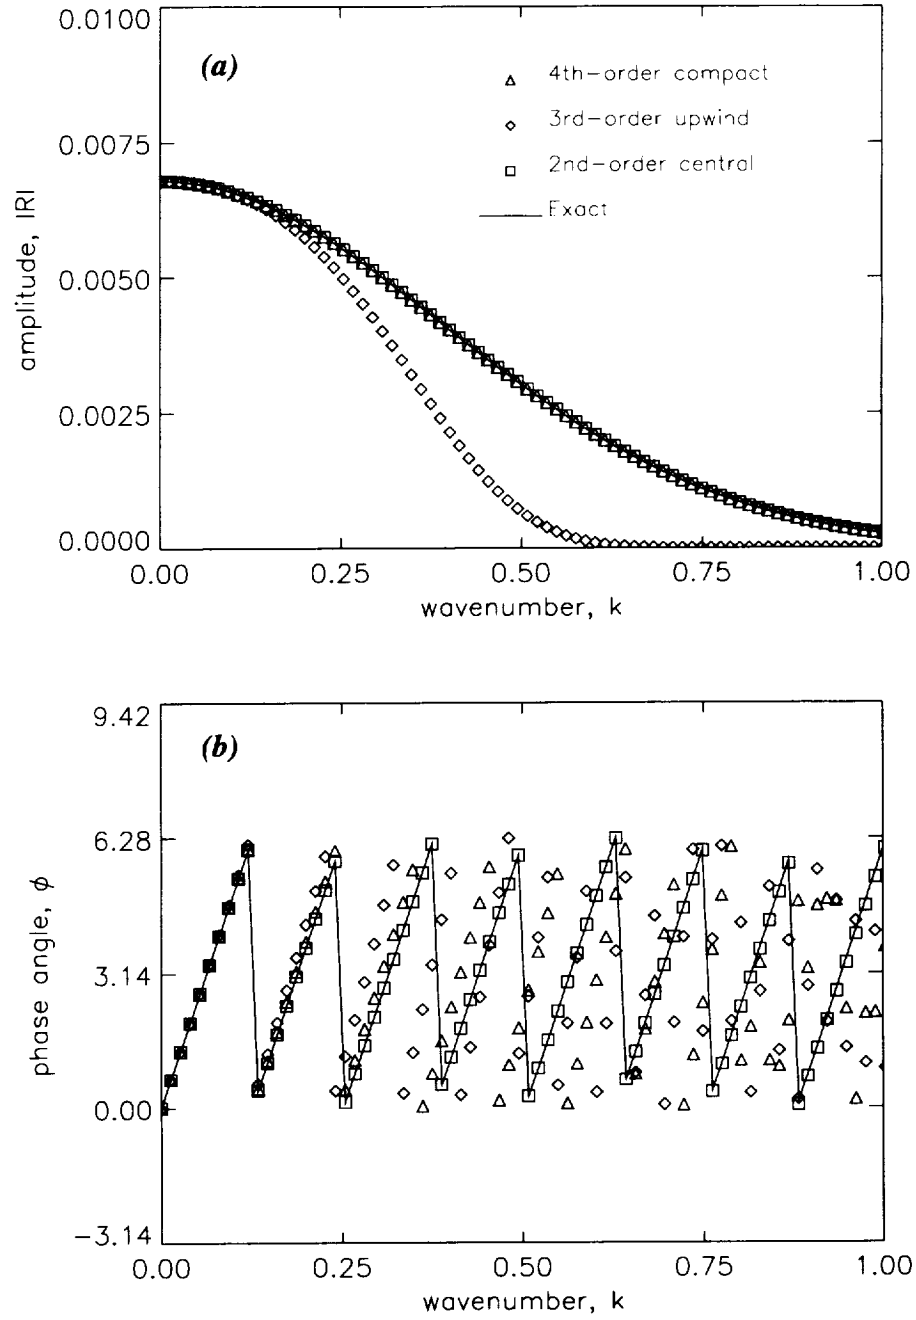 (a)
0.0100
0.0075
0.0050
0.0025
0.0000
amplitude, |R|
4th-order compact
3rd-order upwind
2nd-order central
Exact
0.00 0.25 0.50 0.75 1.00
wavenumber, k
(b)
9.42
6.28
3.14
0.00
-3.14
phase angle, ϕ
0.00 0.25 0.50 0.75 1.00
wavenumber, k